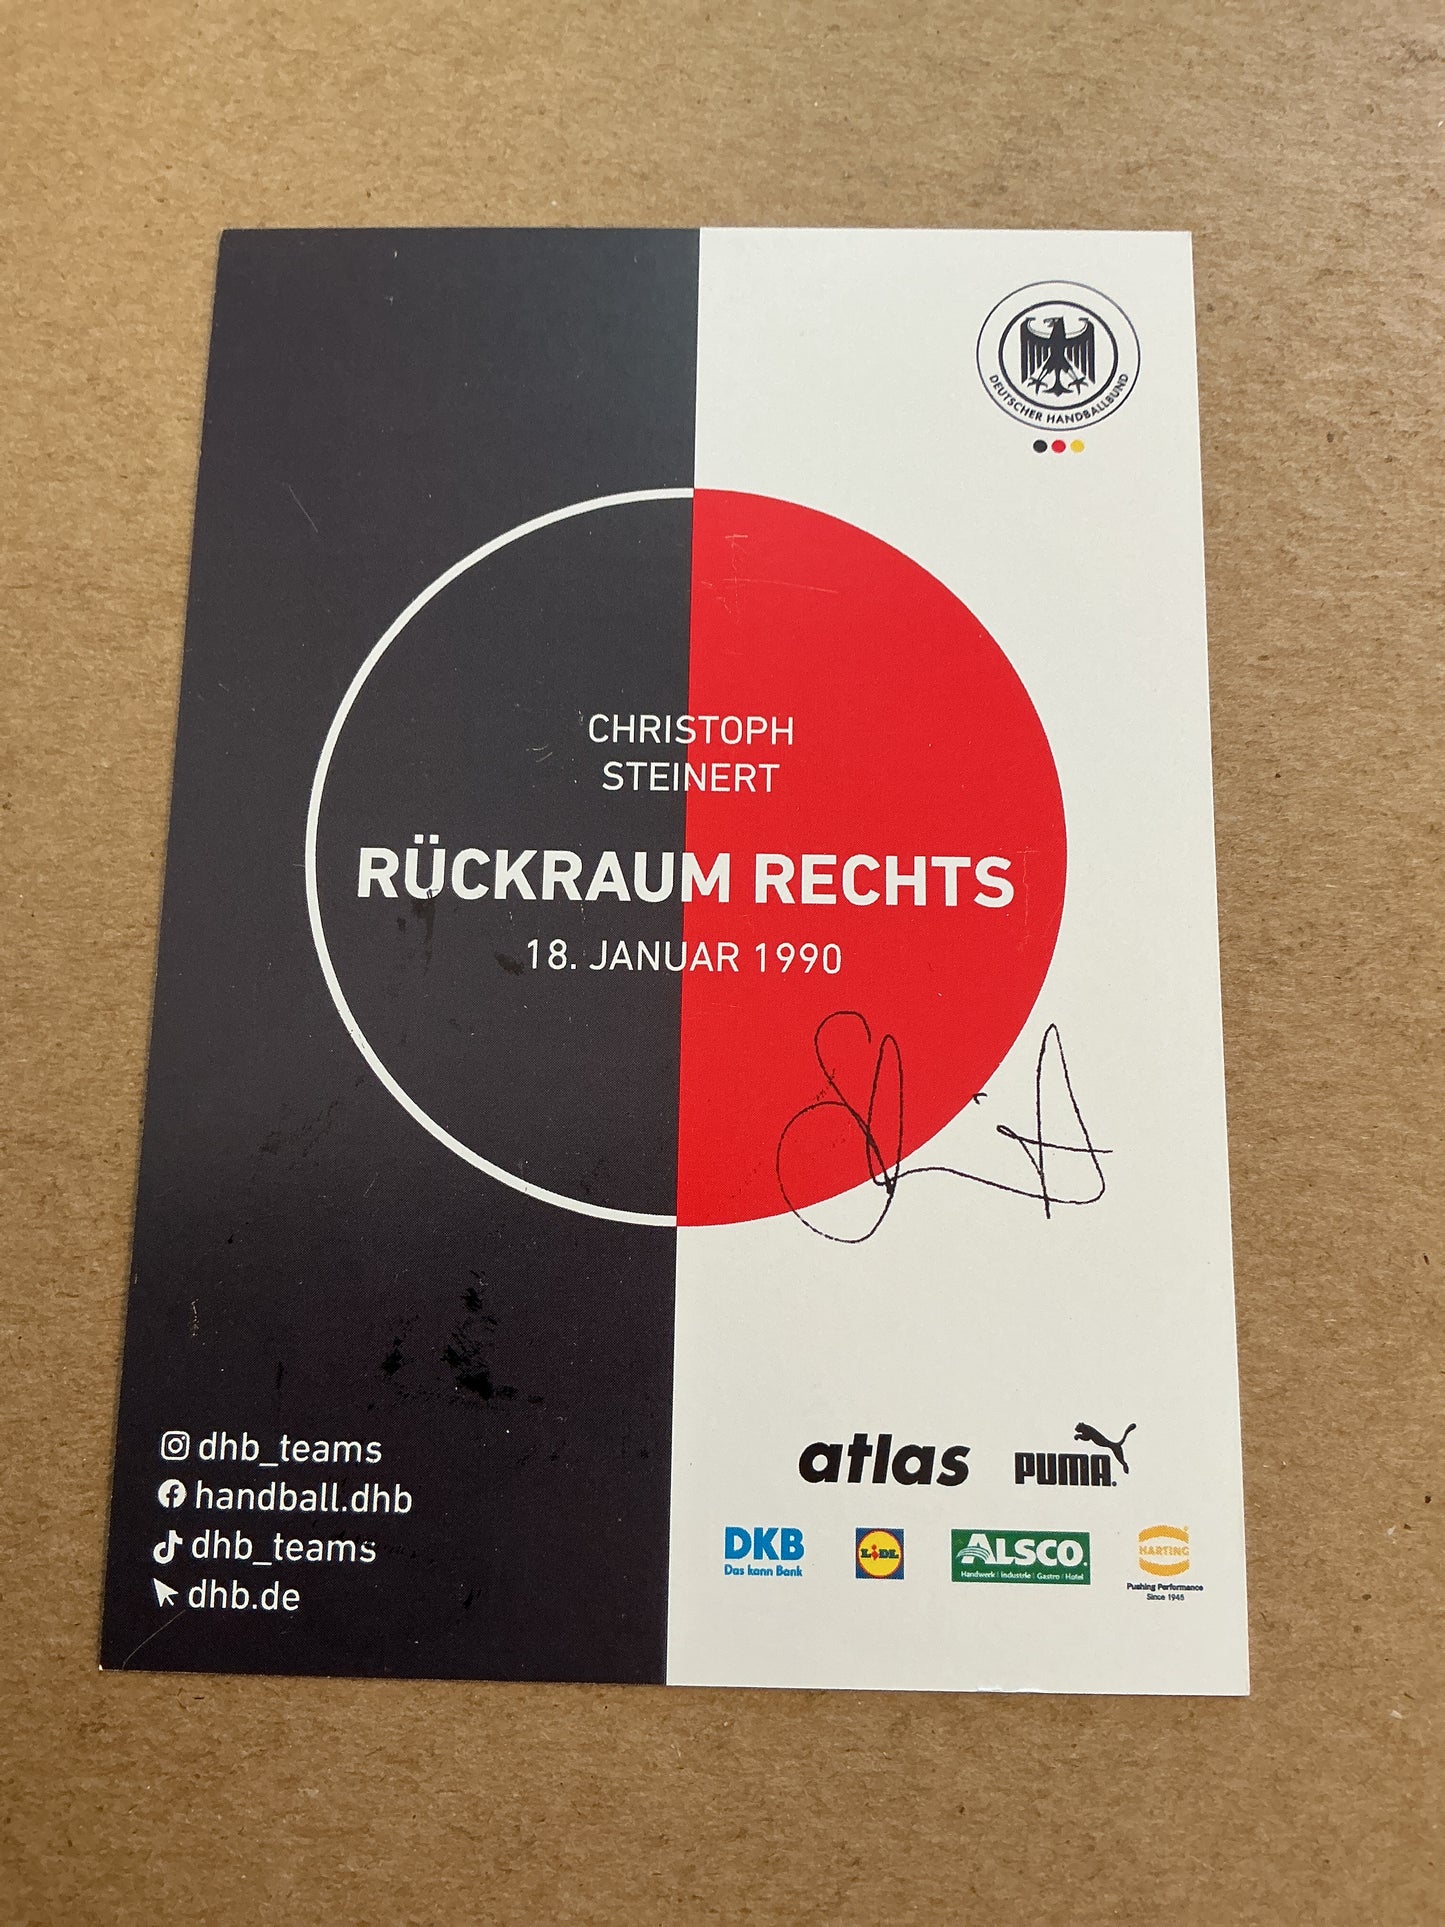 DEUTSCHER HANDBALLBUND
CHRISTOPH
STEINERT
RÜCKRAUM RECHTS
18. JANUAR 1990
dhb_teams
handball.dhb
dhb_teams
dhb.de
atlas PUMA
DKB
Das kann Bank
LIDL
ALSCO
Handwerk | Industrie | Gastro | Hotel
HARTING
Pushing Performance
Since 1945